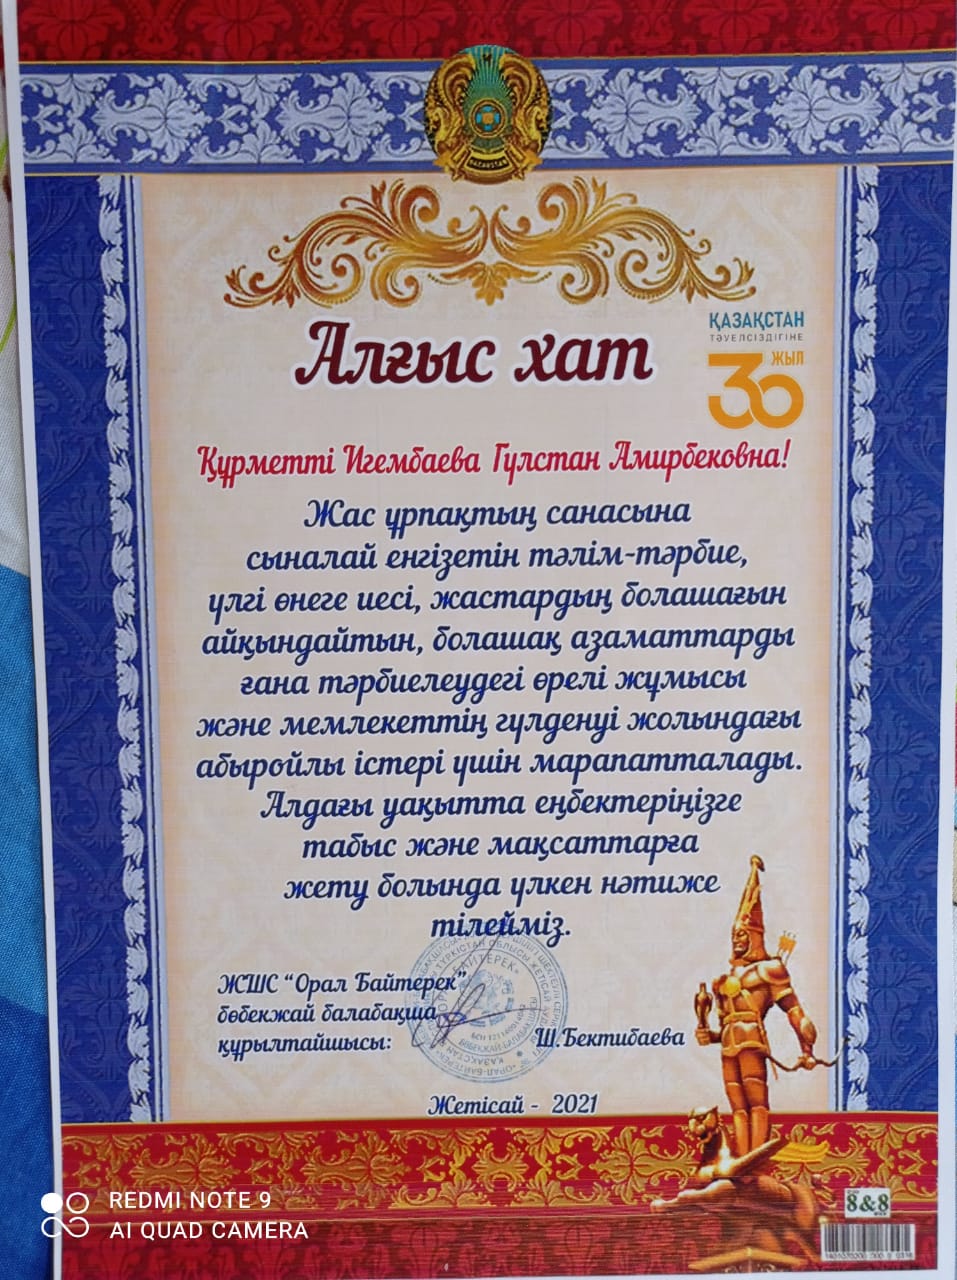 ҚАЗАҚСТАН
Алғыс хат
ҚАЗАҚСТАН
ТӘУЕЛСІЗДІГІНЕ
30 ЖЫЛ
Құрметті Игембаева Гүлстан Амирбековна!
Жас ұрпақтың санасына
сыналай енгізетін тәлім-тәрбие,
үлгі өнеге иесі, жастардың болашағын
айқындайтын, болашақ азаматтарды
ғана тәрбиелеудегі өрелі жұмысы
және мемлекеттің гүлденуі жолындағы
абыройлы істері үшін марапатталады.
Алдағы уақытта еңбектеріңізге
табыс және мақсаттарға
жету болында үлкен нәтиже
тілейміз.
ЖШС “Орал Байтерек”
бөбекжай балабақша
құрылтайшысы: Ш.Бектибаева
Жетісай - 2021
8&8
REDMI NOTE 9
AI QUAD CAMERA